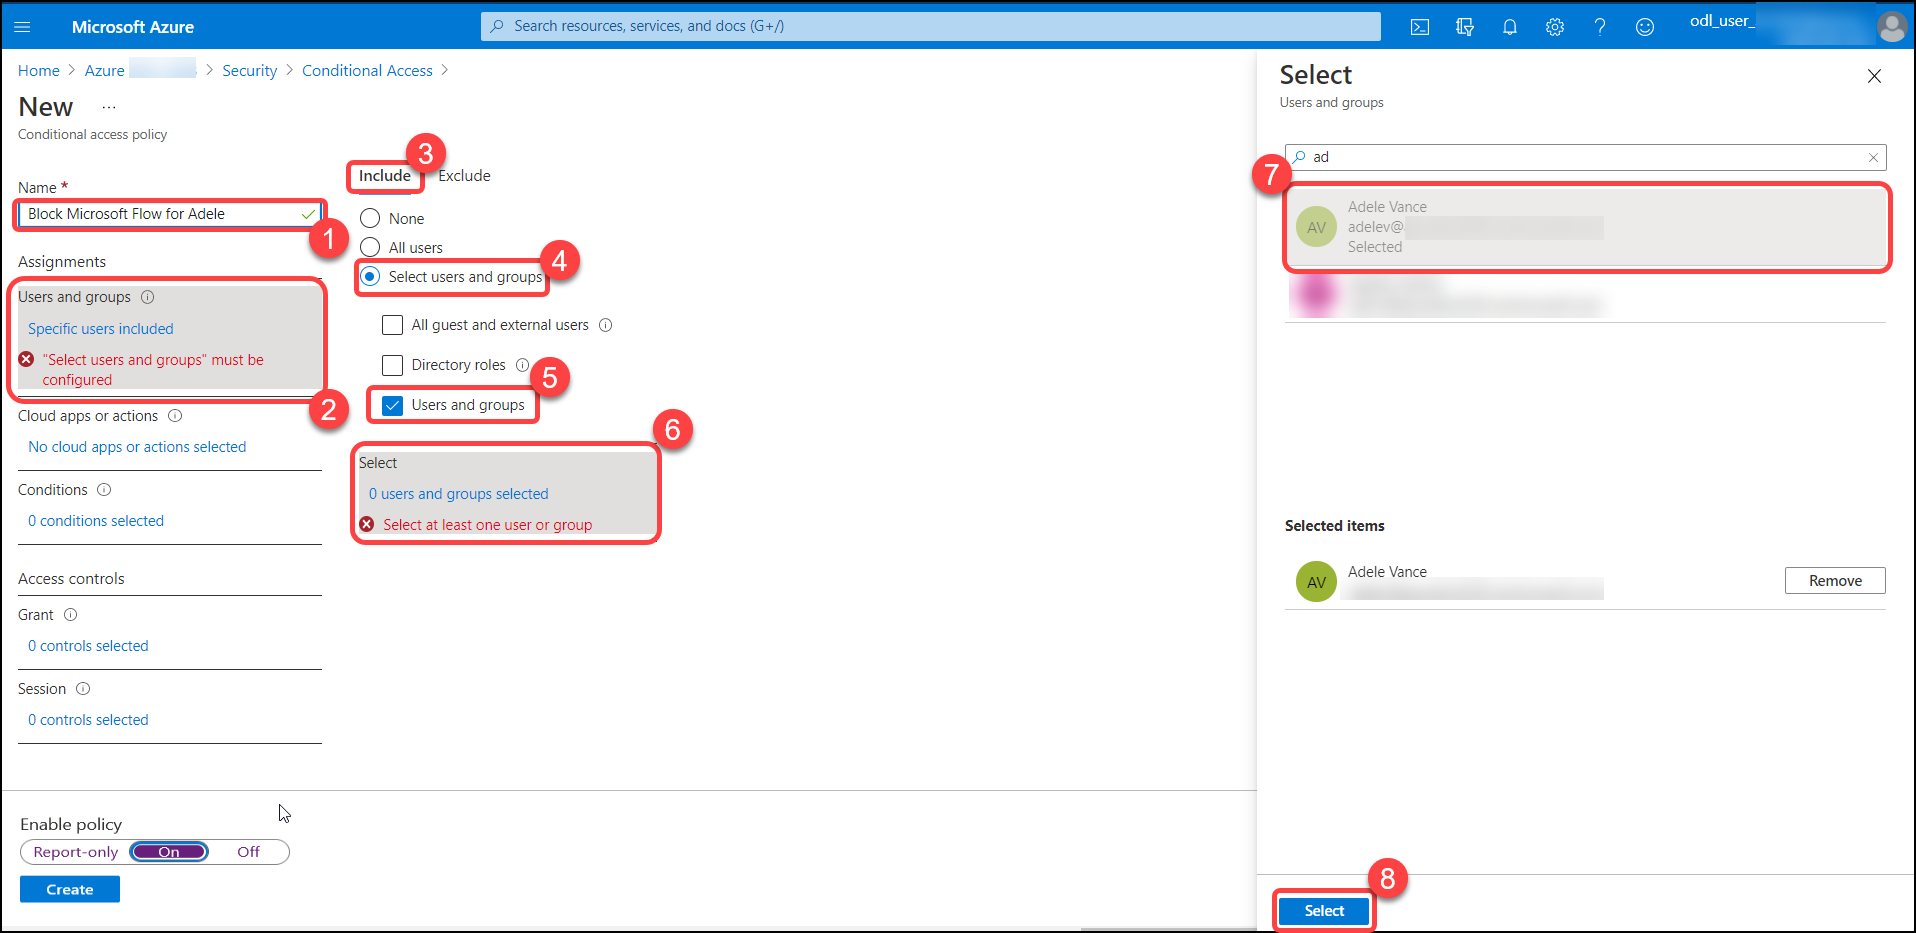 Microsoft Azure
Search resources, services, and docs (G+/)
odl_user_
Home > Azure > Security > Conditional Access >
New ...
Conditional access policy
Name *
Block Microsoft Flow for Adele
1
Assignments
Users and groups
Specific users included
"Select users and groups" must be
configured
2
Cloud apps or actions
No cloud apps or actions selected
Conditions
0 conditions selected
Access controls
Grant
0 controls selected
Session
0 controls selected
Enable policy
Report-only On Off
Create
3
Include Exclude
None
All users
4
Select users and groups
All guest and external users
Directory roles
5
Users and groups
6
Select
0 users and groups selected
Select at least one user or group
Select
Users and groups
ad
7
AV
Adele Vance
adelev@
Selected
Selected items
AV
Adele Vance
Remove
8
Select